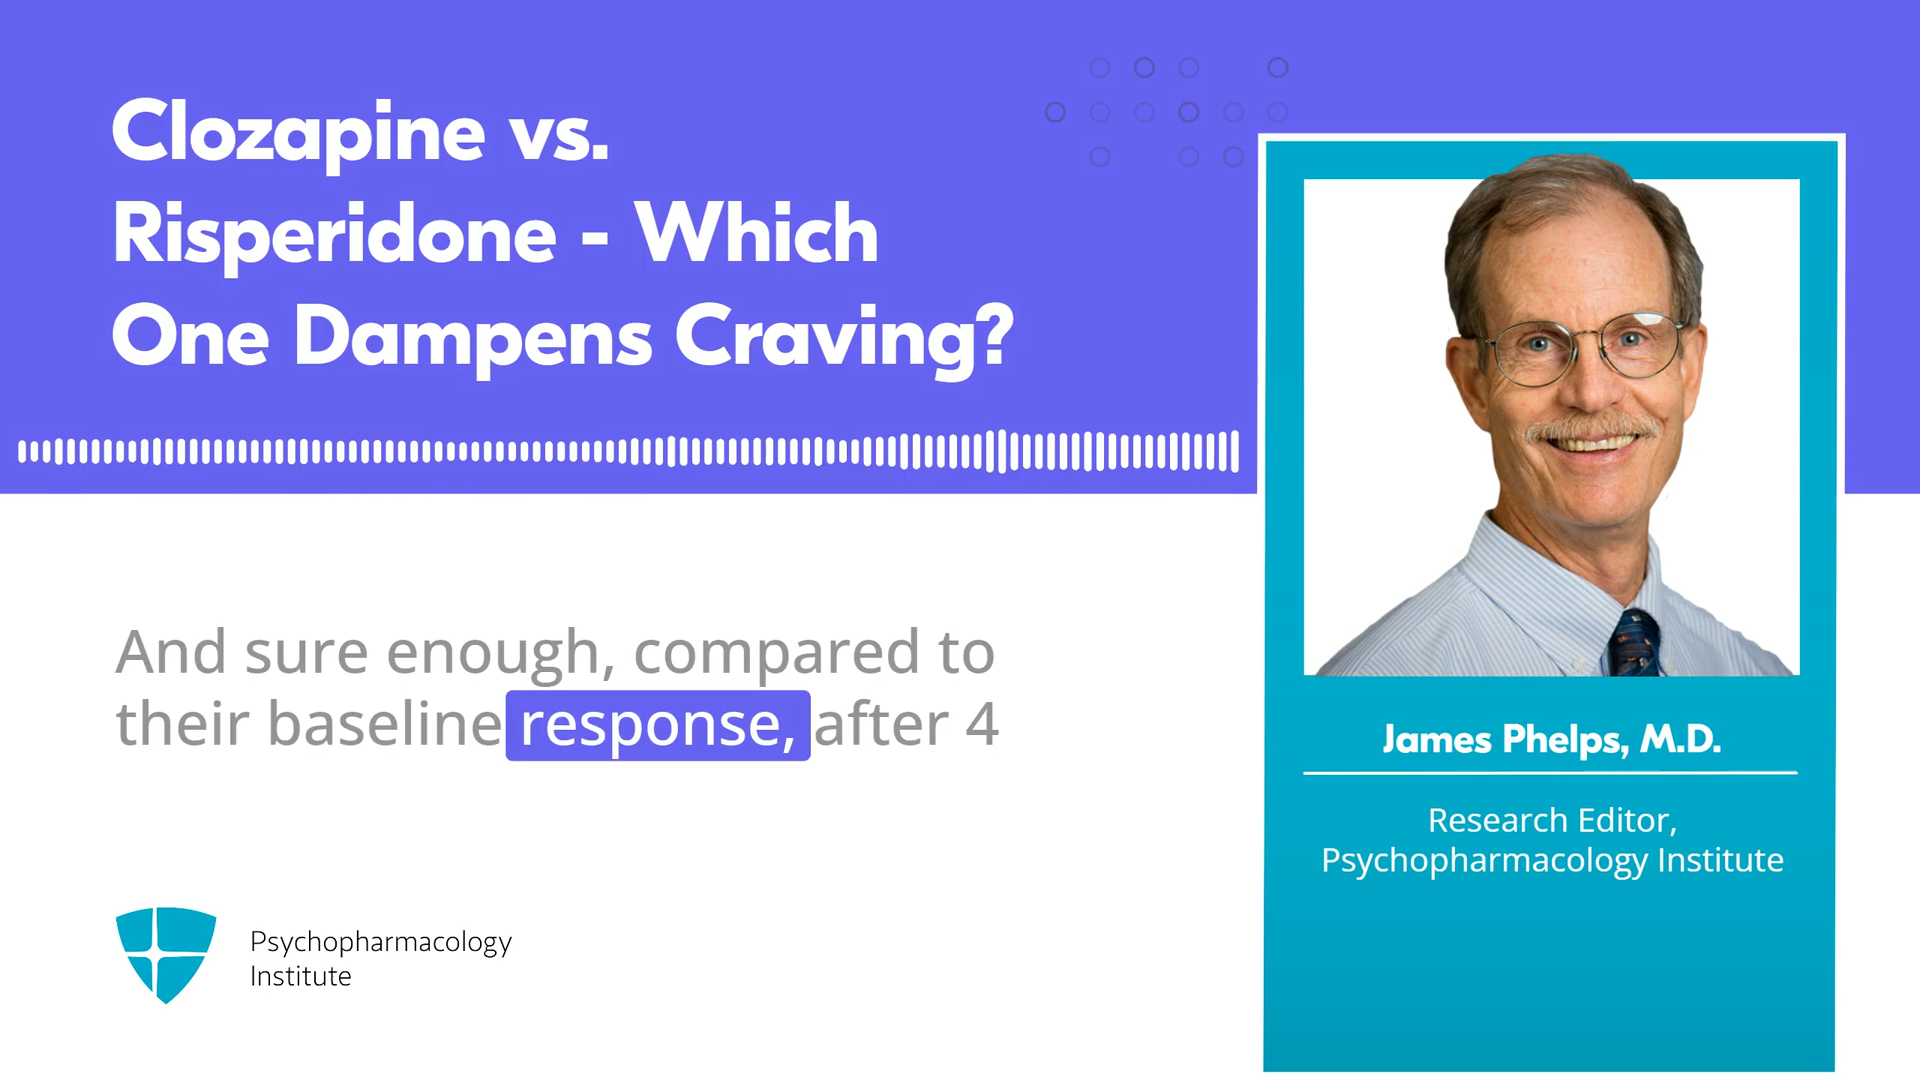 Clozapine vs.
Risperidone - Which
One Dampens Craving?
And sure enough, compared to
their baseline response, after 4
James Phelps, M.D.
Research Editor,
Psychopharmacology Institute
Psychopharmacology
Institute